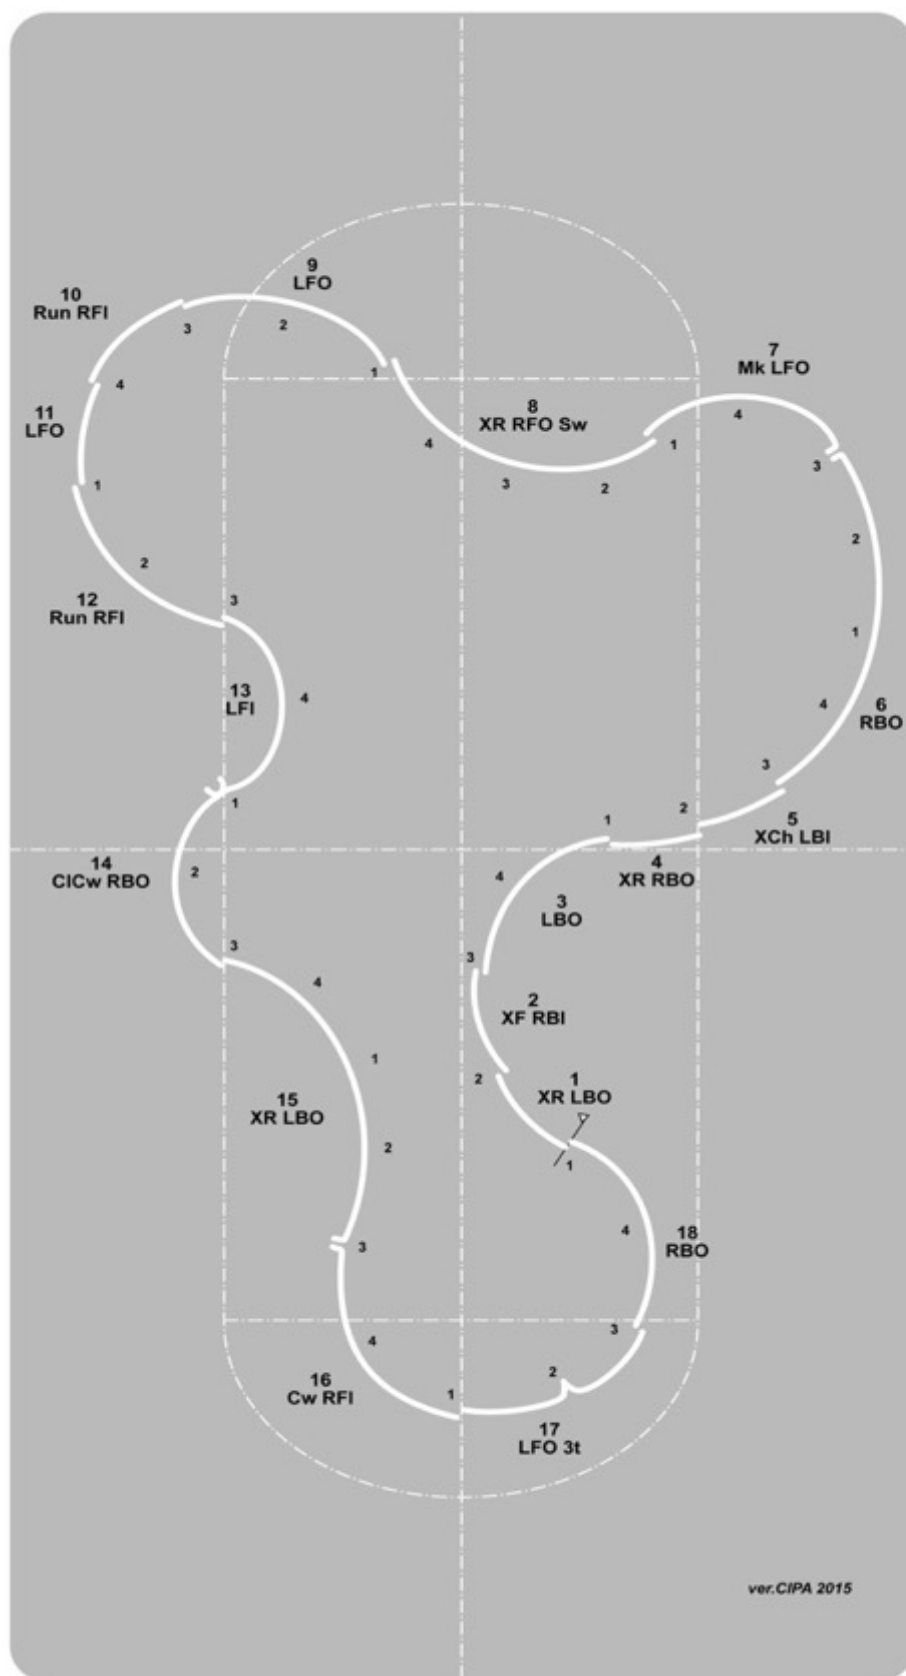 9
LFO
10
Run RFI
3
2
7
Mk LFO
1
4
11
LFO
8
XR RFO Sw
4
4
1
3
1
3
2
2
2
12
Run RFI
3
1
13
LFI
4
4
6
RBO
3
1
2
1
5
XCh LBI
14
ClCw RBO
2
4
3
LBO
4
XR RBO
3
3
4
2
XF RBI
1
2
1
XR LBO
15
XR LBO
2
1
4
18
RBO
3
3
4
2
16
Cw RFI
1
17
LFO 3t
ver.CIPA 2015